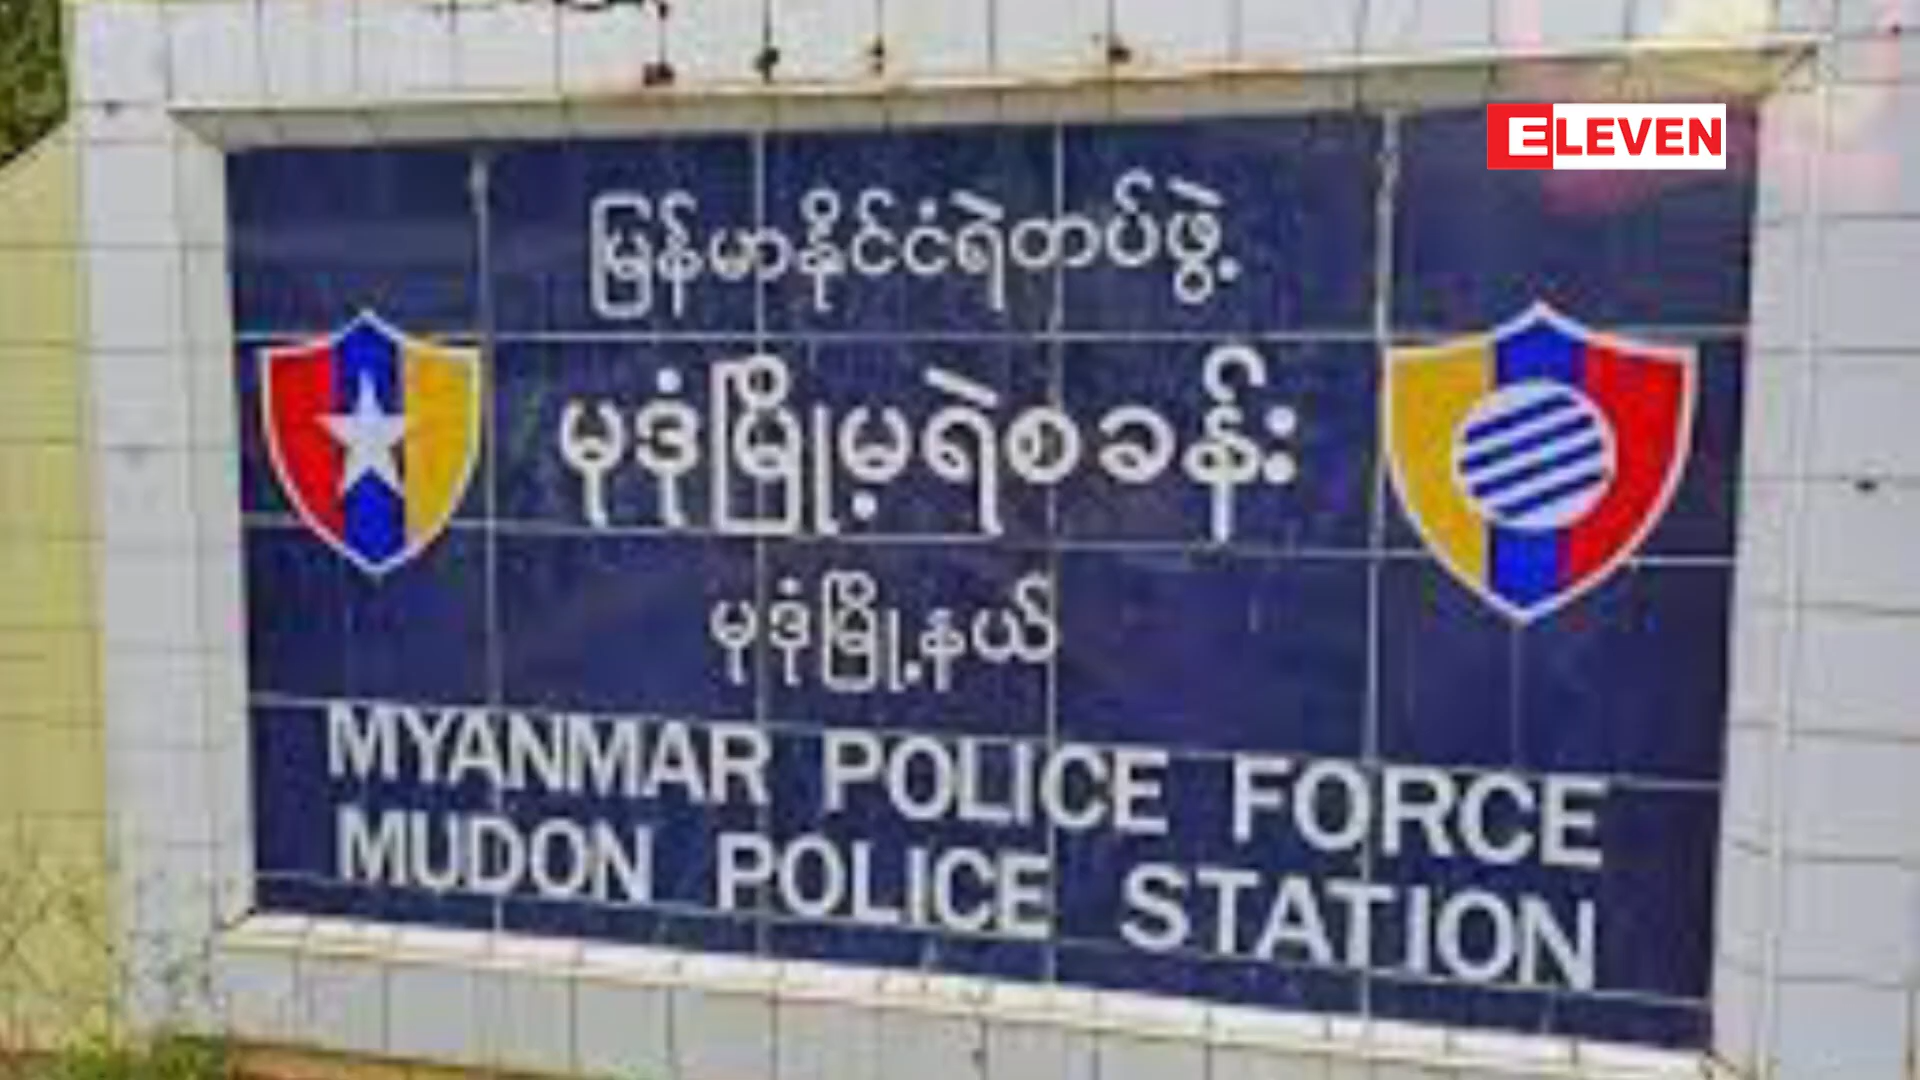 ELEVEN
မြန်မာနိုင်ငံရဲတပ်ဖွဲ့
မုဒုံမြို့မရဲစခန်း
မုဒုံမြို့နယ်
MYANMAR POLICE FORCE
MUDON POLICE STATION